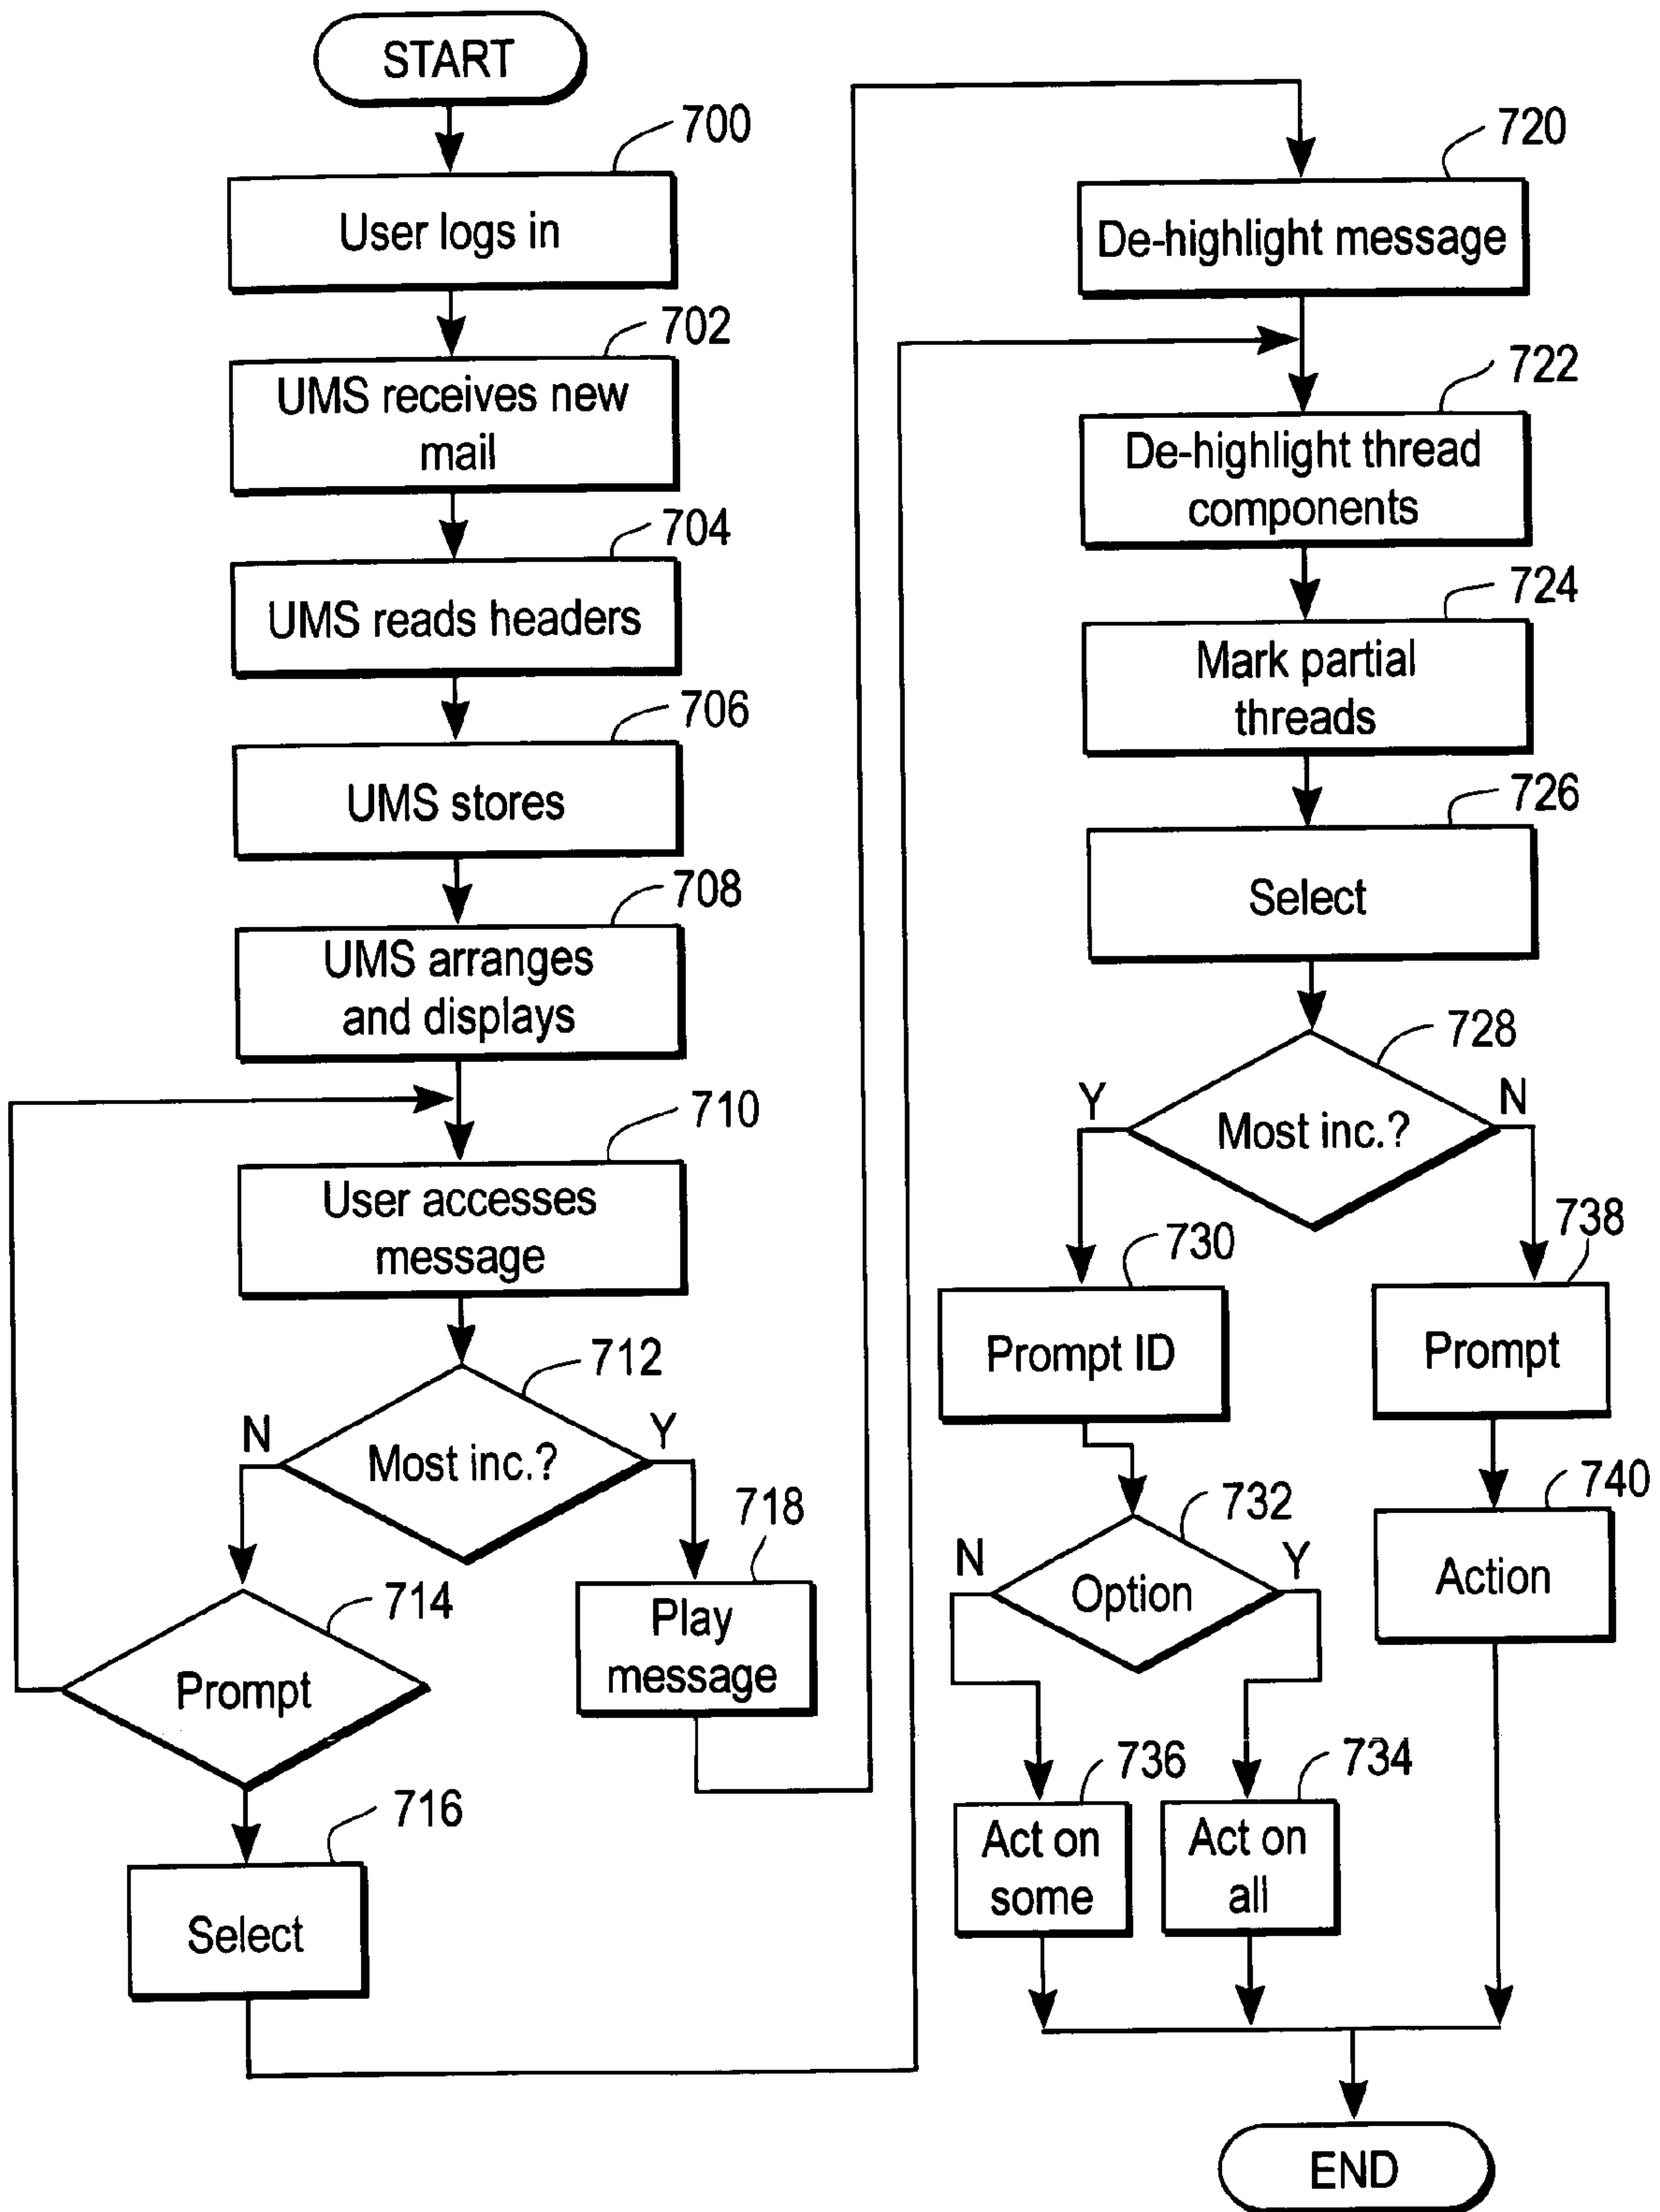 START
700
User logs in
702
UMS receives new
mail
704
UMS reads headers
706
UMS stores
708
UMS arranges
and displays
710
User accesses
message
712
Most inc.?
N
Y
714
Prompt
718
Play
message
716
Select
720
De-highlight message
722
De-highlight thread
components
724
Mark partial
threads
726
Select
728
Most inc.?
Y
N
730
Prompt ID
738
Prompt
732
Option
N
Y
740
Action
736
Act on
some
734
Act on
all
END